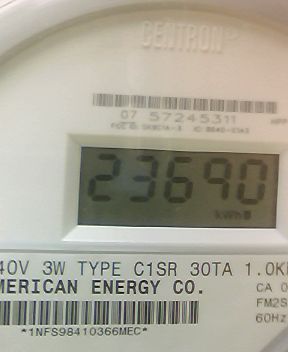 CENTRON
07 57245311
23690
kWh
40V 3W TYPE C1SR 30TA 1.0K
MERICAN ENERGY CO.
CA 0
FM2S
60Hz
*1NFS98410366MEC*